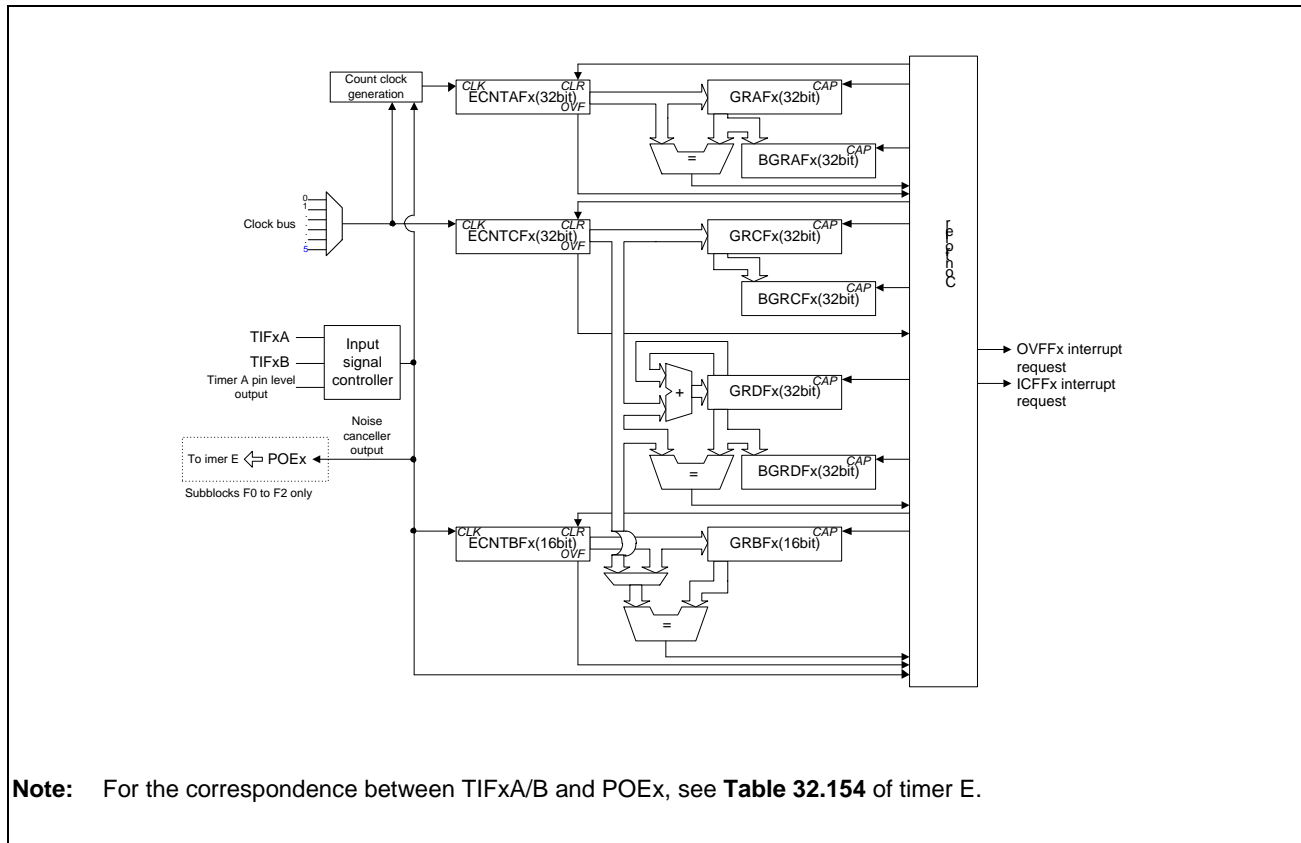 Count clock
generation
CLK
CLR
ECNTAFx(32bit)
OVF
CAP
GRAFx(32bit)
=
CAP
BGRAFx(32bit)
0
1
.
.
.
5
Clock bus
CLK
CLR
ECNTCFx(32bit)
OVF
CAP
GRCFx(32bit)
CAP
BGRCFx(32bit)
Controller
TIFxA
TIFxB
Timer A pin level
output
Input
signal
controller
+
CAP
GRDFx(32bit)
OVFFx interrupt
request
ICFFx interrupt
request
Noise
canceller
output
To imer E
POEx
Subblocks F0 to F2 only
=
CAP
BGRDFx(32bit)
CLK
CLR
ECNTBFx(16bit)
OVF
CAP
GRBFx(16bit)
=
Note: For the correspondence between TIFxA/B and POEx, see Table 32.154 of timer E.